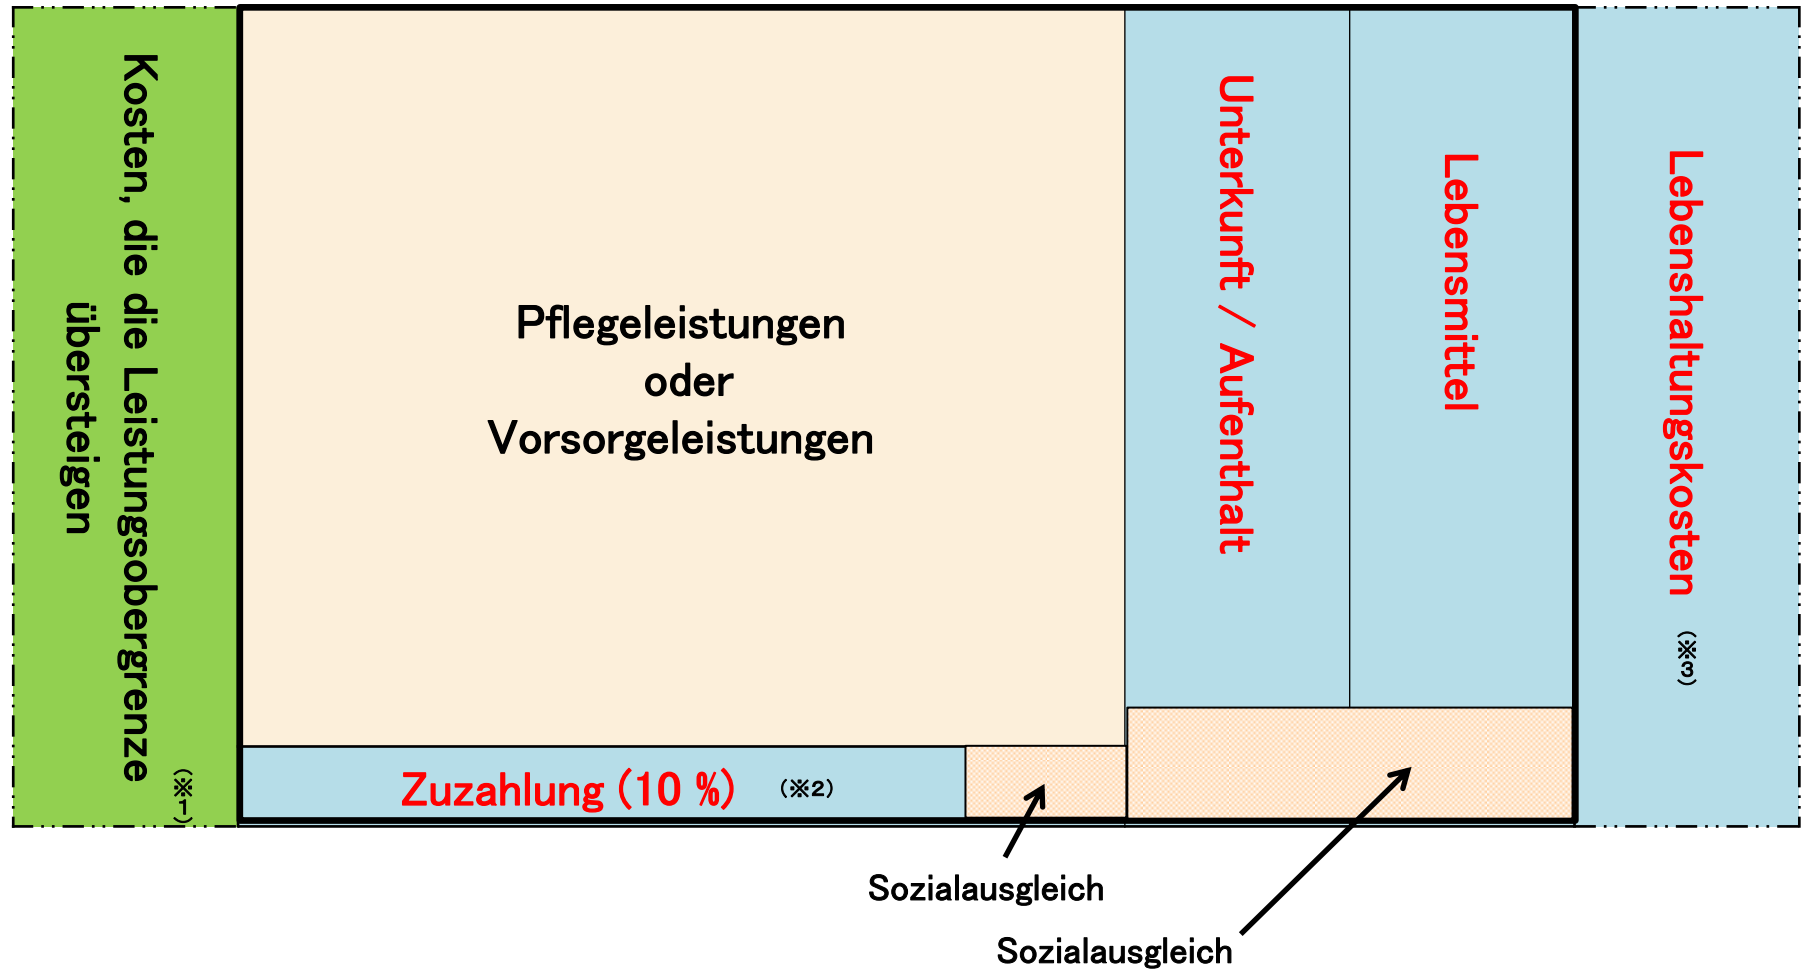 Kosten, die die Leistungsobergrenze
übersteigen
(※1)
Pflegeleistungen
oder
Vorsorgeleistungen
Zuzahlung (10 %) (※2)
Unterkunft / Aufenthalt
Lebensmittel
Lebenshaltungskosten (※3)
Sozialausgleich
Sozialausgleich